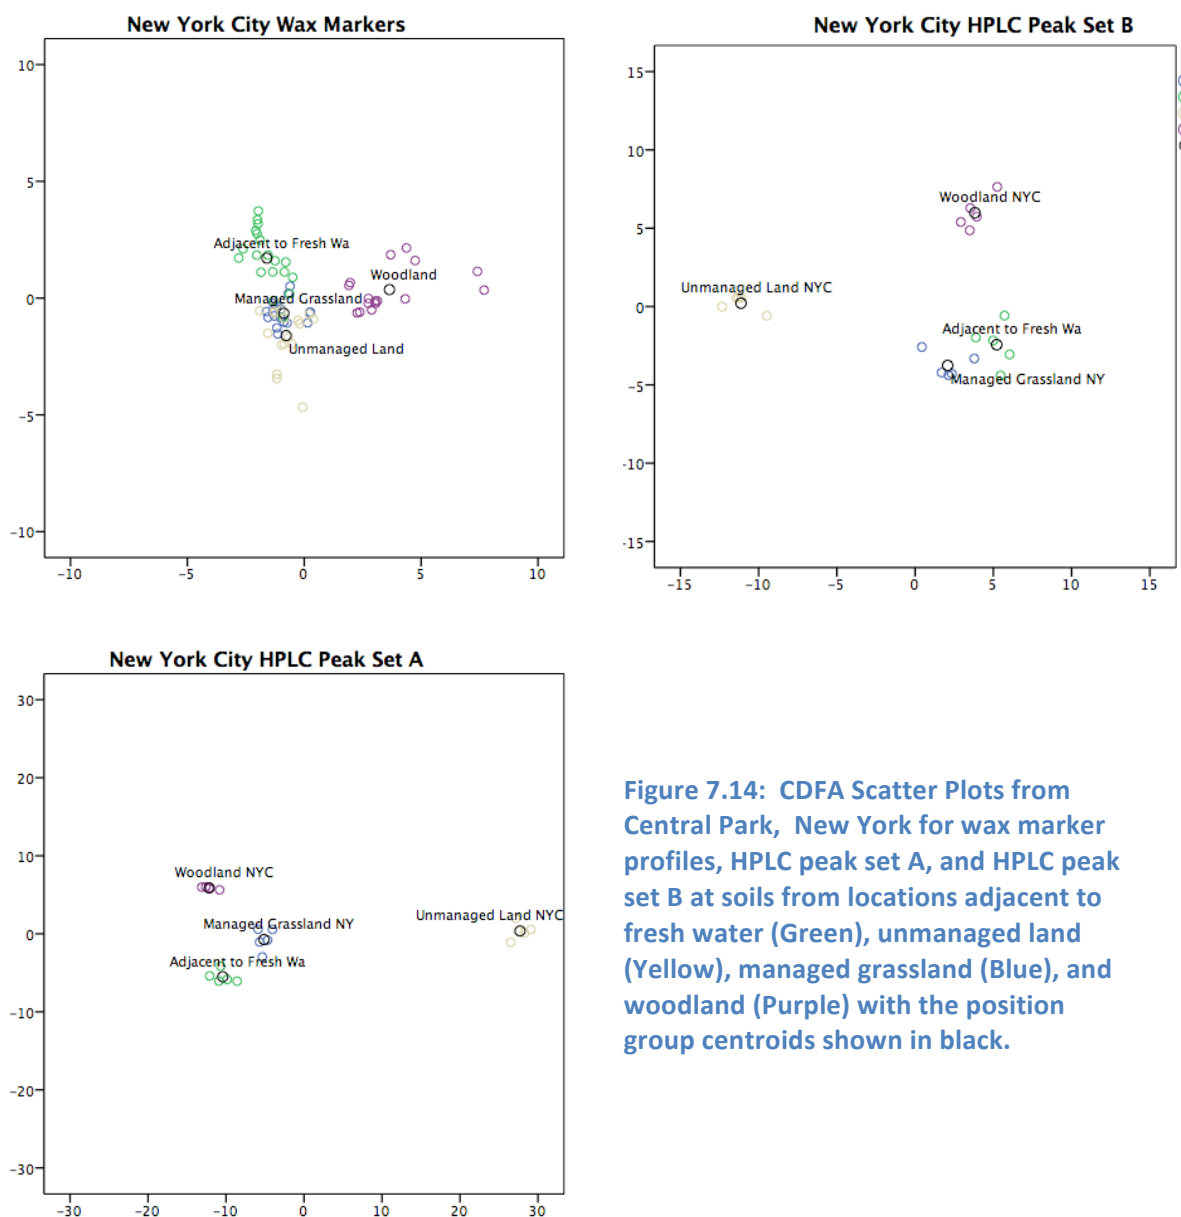 New York City Wax Markers
10
5
0
-5
-10
Adjacent to Fresh Wa
Woodland
Managed Grassland
Unmanaged Land
-10 -5 0 5 10
New York City HPLC Peak Set B
15
10
5
0
-5
-10
-15
Woodland NYC
Unmanaged Land NYC
Adjacent to Fresh Wa
Managed Grassland NY
-15 -10 -5 0 5 10 15
New York City HPLC Peak Set A
30
20
10
0
-10
-20
-30
Woodland NYC
Unmanaged Land NYC
Managed Grassland NY
Adjacent to Fresh Wa
-30 -20 -10 0 10 20 30
Figure 7.14: CDFA Scatter Plots from
Central Park, New York for wax marker
profiles, HPLC peak set A, and HPLC peak
set B at soils from locations adjacent to
fresh water (Green), unmanaged land
(Yellow), managed grassland (Blue), and
woodland (Purple) with the position
group centroids shown in black.